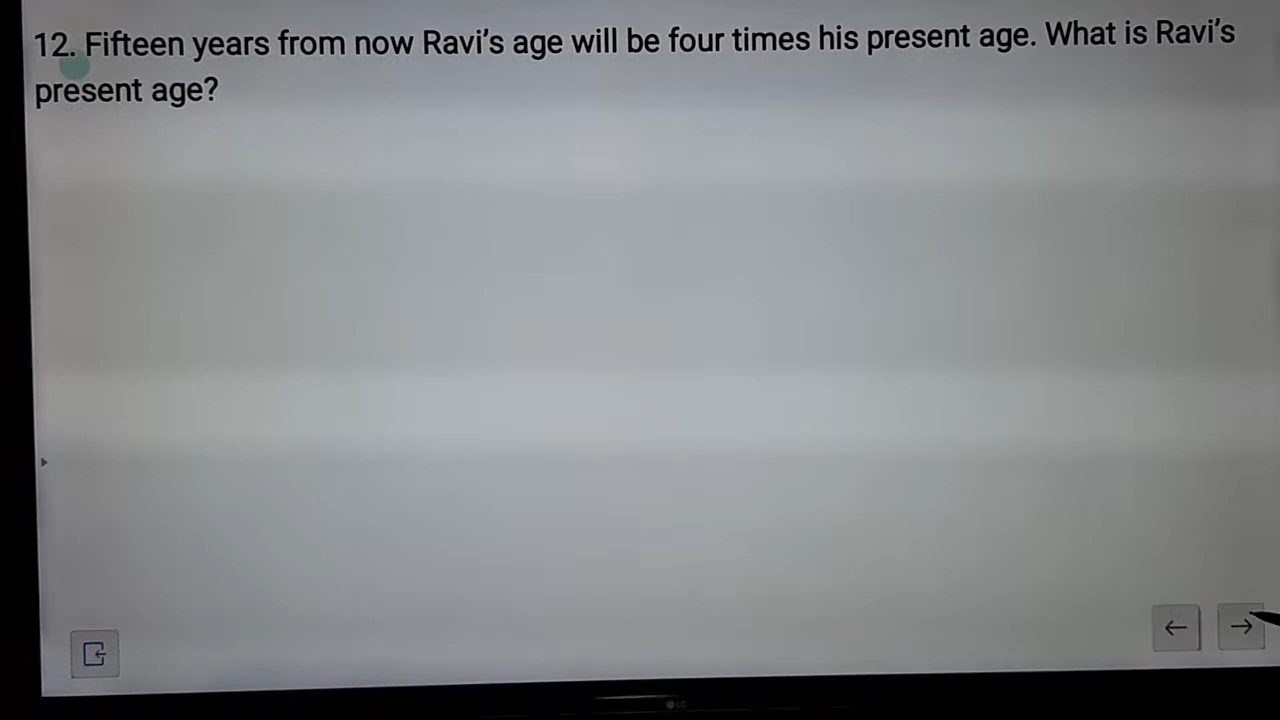 12. Fifteen years from now Ravi's age will be four times his present age. What is Ravi's
present age?
LG